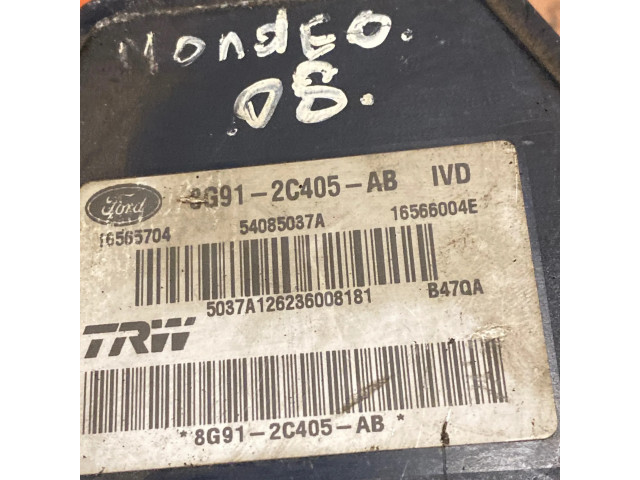 MondEO.
.08.
Ford 8G91-2C405-AB IVD
16565704 54085037A 16566004E
5037A126236008181 B47QA
TRW
*8G91-2C405-AB*